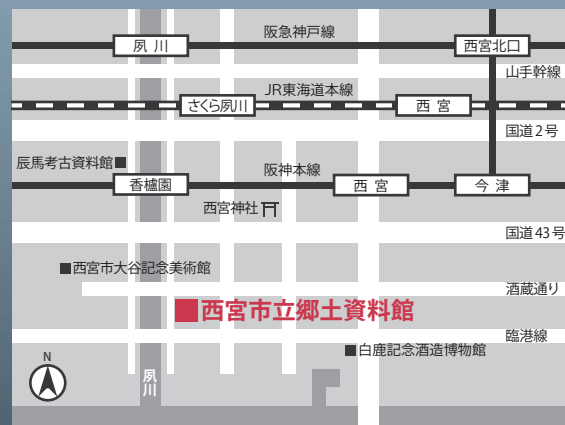 阪急神戸線
夙川
西宮北口
山手幹線
JR東海道本線
さくら夙川
西宮
国道2号
辰馬考古資料館
阪神本線
香櫨園
西宮
今津
西宮神社
国道43号
西宮市大谷記念美術館
酒蔵通り
西宮市立郷土資料館
臨港線
白鹿記念酒造博物館
N
夙川